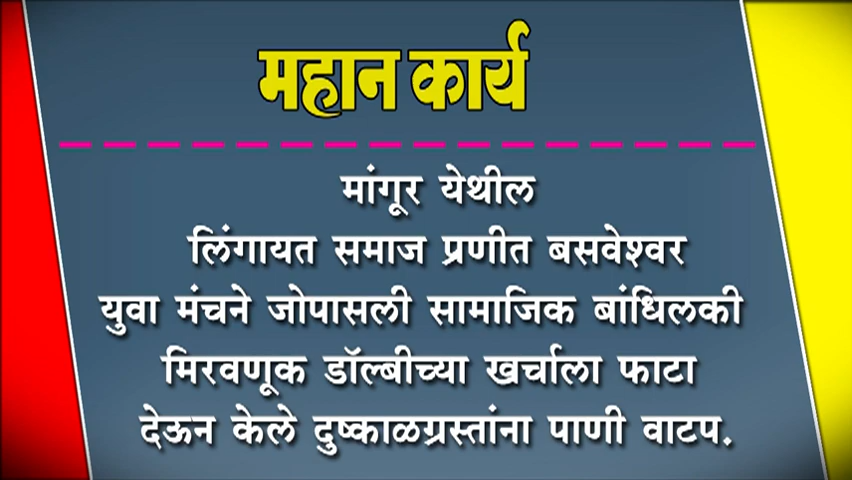 महान कार्य
मांगूर येथील
लिंगायत समाज प्रणीत बसवेश्वर
युवा मंचने जोपासली सामाजिक बांधिलकी
मिरवणूक डॉल्बीच्या खर्चाला फाटा
देऊन केले दुष्काळग्रस्तांना पाणी वाटप.